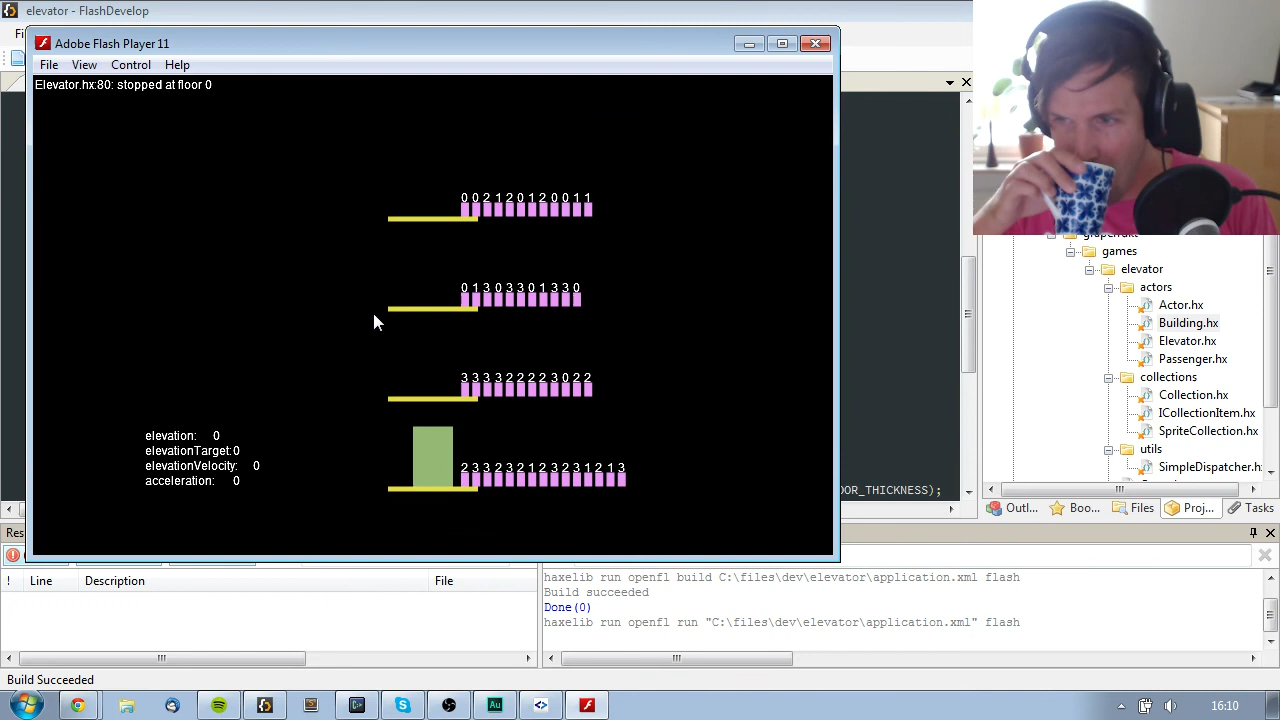 elevator - FlashDevelop
Adobe Flash Player 11
File View Control Help
Elevator.hx:80: stopped at floor 0
0 0 2 1 2 0 1 2 0 0 1 1
0 1 3 0 3 3 0 1 3 3 0
3 3 3 3 2 2 2 2 3 0 2 2
elevation: 0
elevationTarget:0
elevationVelocity: 0
acceleration: 0
2 3 3 2 3 2 1 2 3 2 3 1 2 1 3
games
elevator
actors
Actor.hx
Building.hx
Elevator.hx
Passenger.hx
collections
Collection.hx
ICollectionItem.hx
SpriteCollection.hx
utils
SimpleDispatcher.hx
OOR_THICKNESS);
Outl... Boo... Files Proj... Tasks
Res
! Line Description File
haxelib run openfl build C:\files\dev\elevator\application.xml flash
Build succeeded
Done(0)
haxelib run openfl run "C:\files\dev\elevator\application.xml" flash
Build Succeeded
16:10